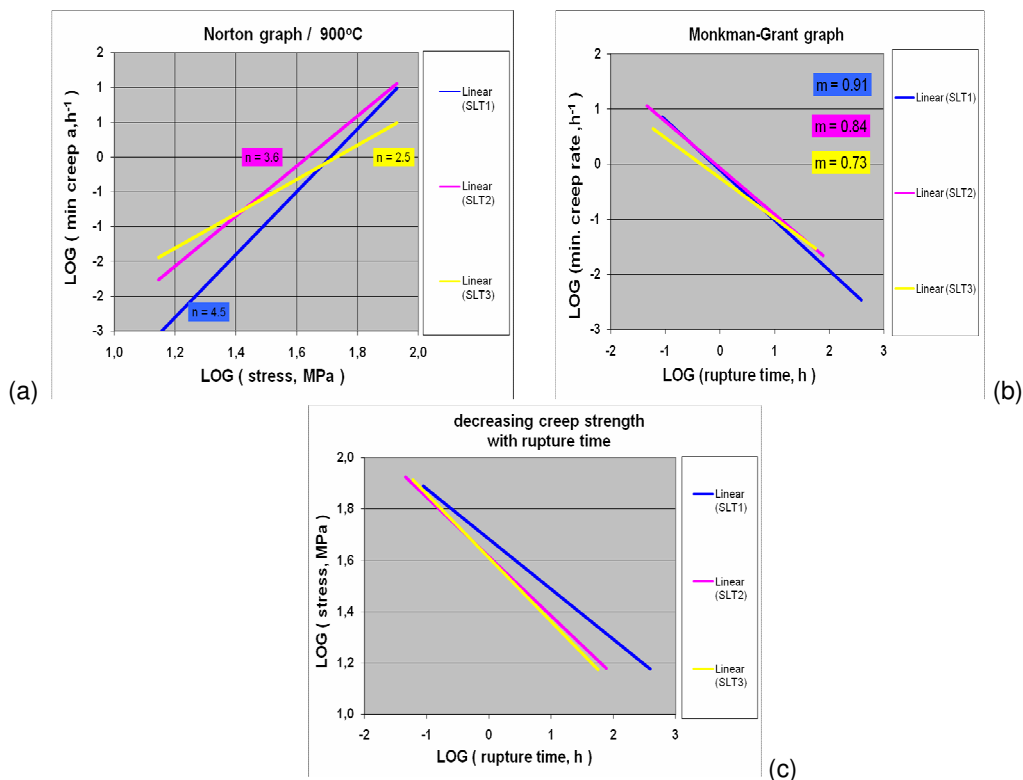 Norton graph / 900°C
LOG ( min creep a,h-1 )
2
1
1
0
-1
-1
-2
-2
-3
n = 3.6
n = 2.5
n = 4.5
1,0 1,2 1,4 1,6 1,8 2,0
LOG ( stress, MPa )
Linear
(SLT1)
Linear
(SLT2)
Linear
(SLT3)
(a)
Monkman-Grant graph
LOG (min. creep rate ,h-1)
2
1
0
-1
-2
-3
m = 0.91
m = 0.84
m = 0.73
-2 -1 0 1 2 3
LOG (rupture time, h )
Linear (SLT1)
Linear (SLT2)
Linear (SLT3)
(b)
decreasing creep strength
with rupture time
LOG ( stress, MPa )
2,0
1,8
1,6
1,4
1,2
1,0
-2 -1 0 1 2 3
LOG ( rupture time, h )
Linear
(SLT1)
Linear
(SLT2)
Linear
(SLT3)
(c)